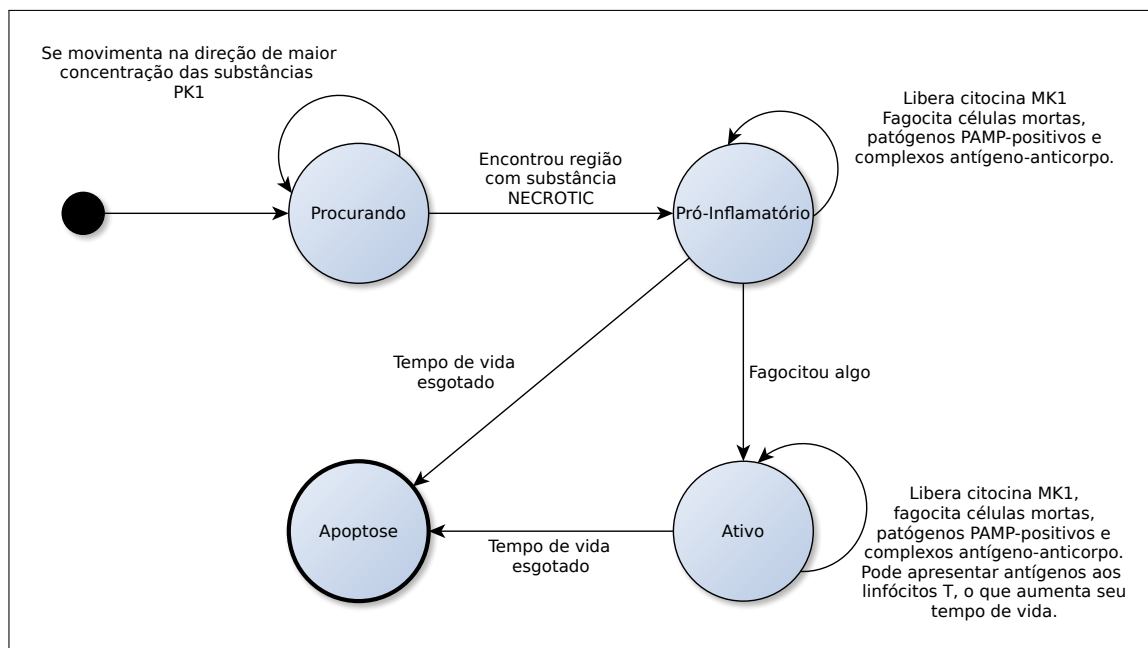 Se movimenta na direção de maior
concentração das substâncias
PK1
Libera citocina MK1
Fagocita células mortas,
patógenos PAMP-positivos e
complexos antígeno-anticorpo.
Procurando
Encontrou região
com substância
NECROTIC
Pró-Inflamatório
Tempo de vida
esgotado
Fagocitou algo
Apoptose
Tempo de vida
esgotado
Ativo
Libera citocina MK1,
fagocita células mortas,
patógenos PAMP-positivos e
complexos antígeno-anticorpo.
Pode apresentar antígenos aos
linfócitos T, o que aumenta seu
tempo de vida.